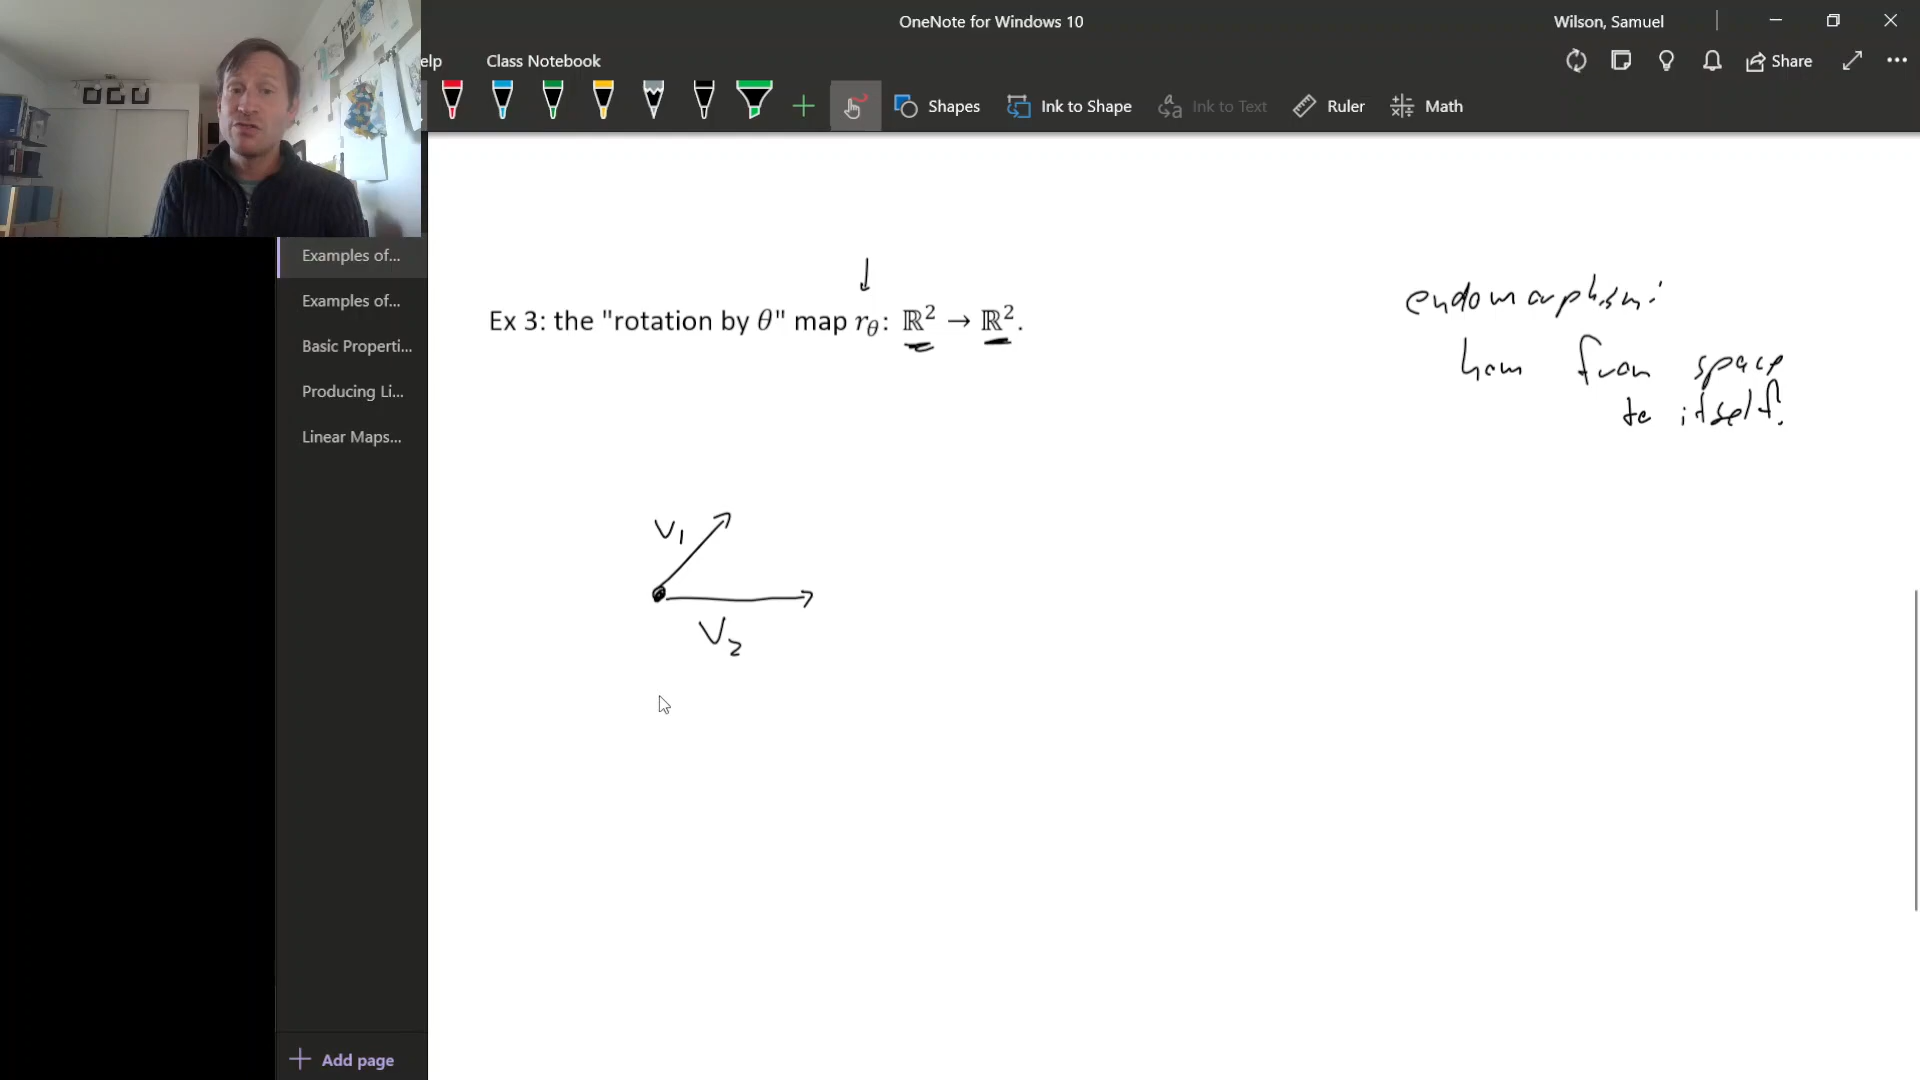 OneNote for Windows 10
Wilson, Samuel
elp
Class Notebook
Share
Shapes
Ink to Shape
Ink to Text
Ruler
Math
Examples of...
Examples of...
Basic Properti...
Producing Li...
Linear Maps...
Add page
Ex 3: the "rotation by θ" map r_θ: ℝ² → ℝ².
endomorphism:
hom from space
to itself.
V₁
V₂